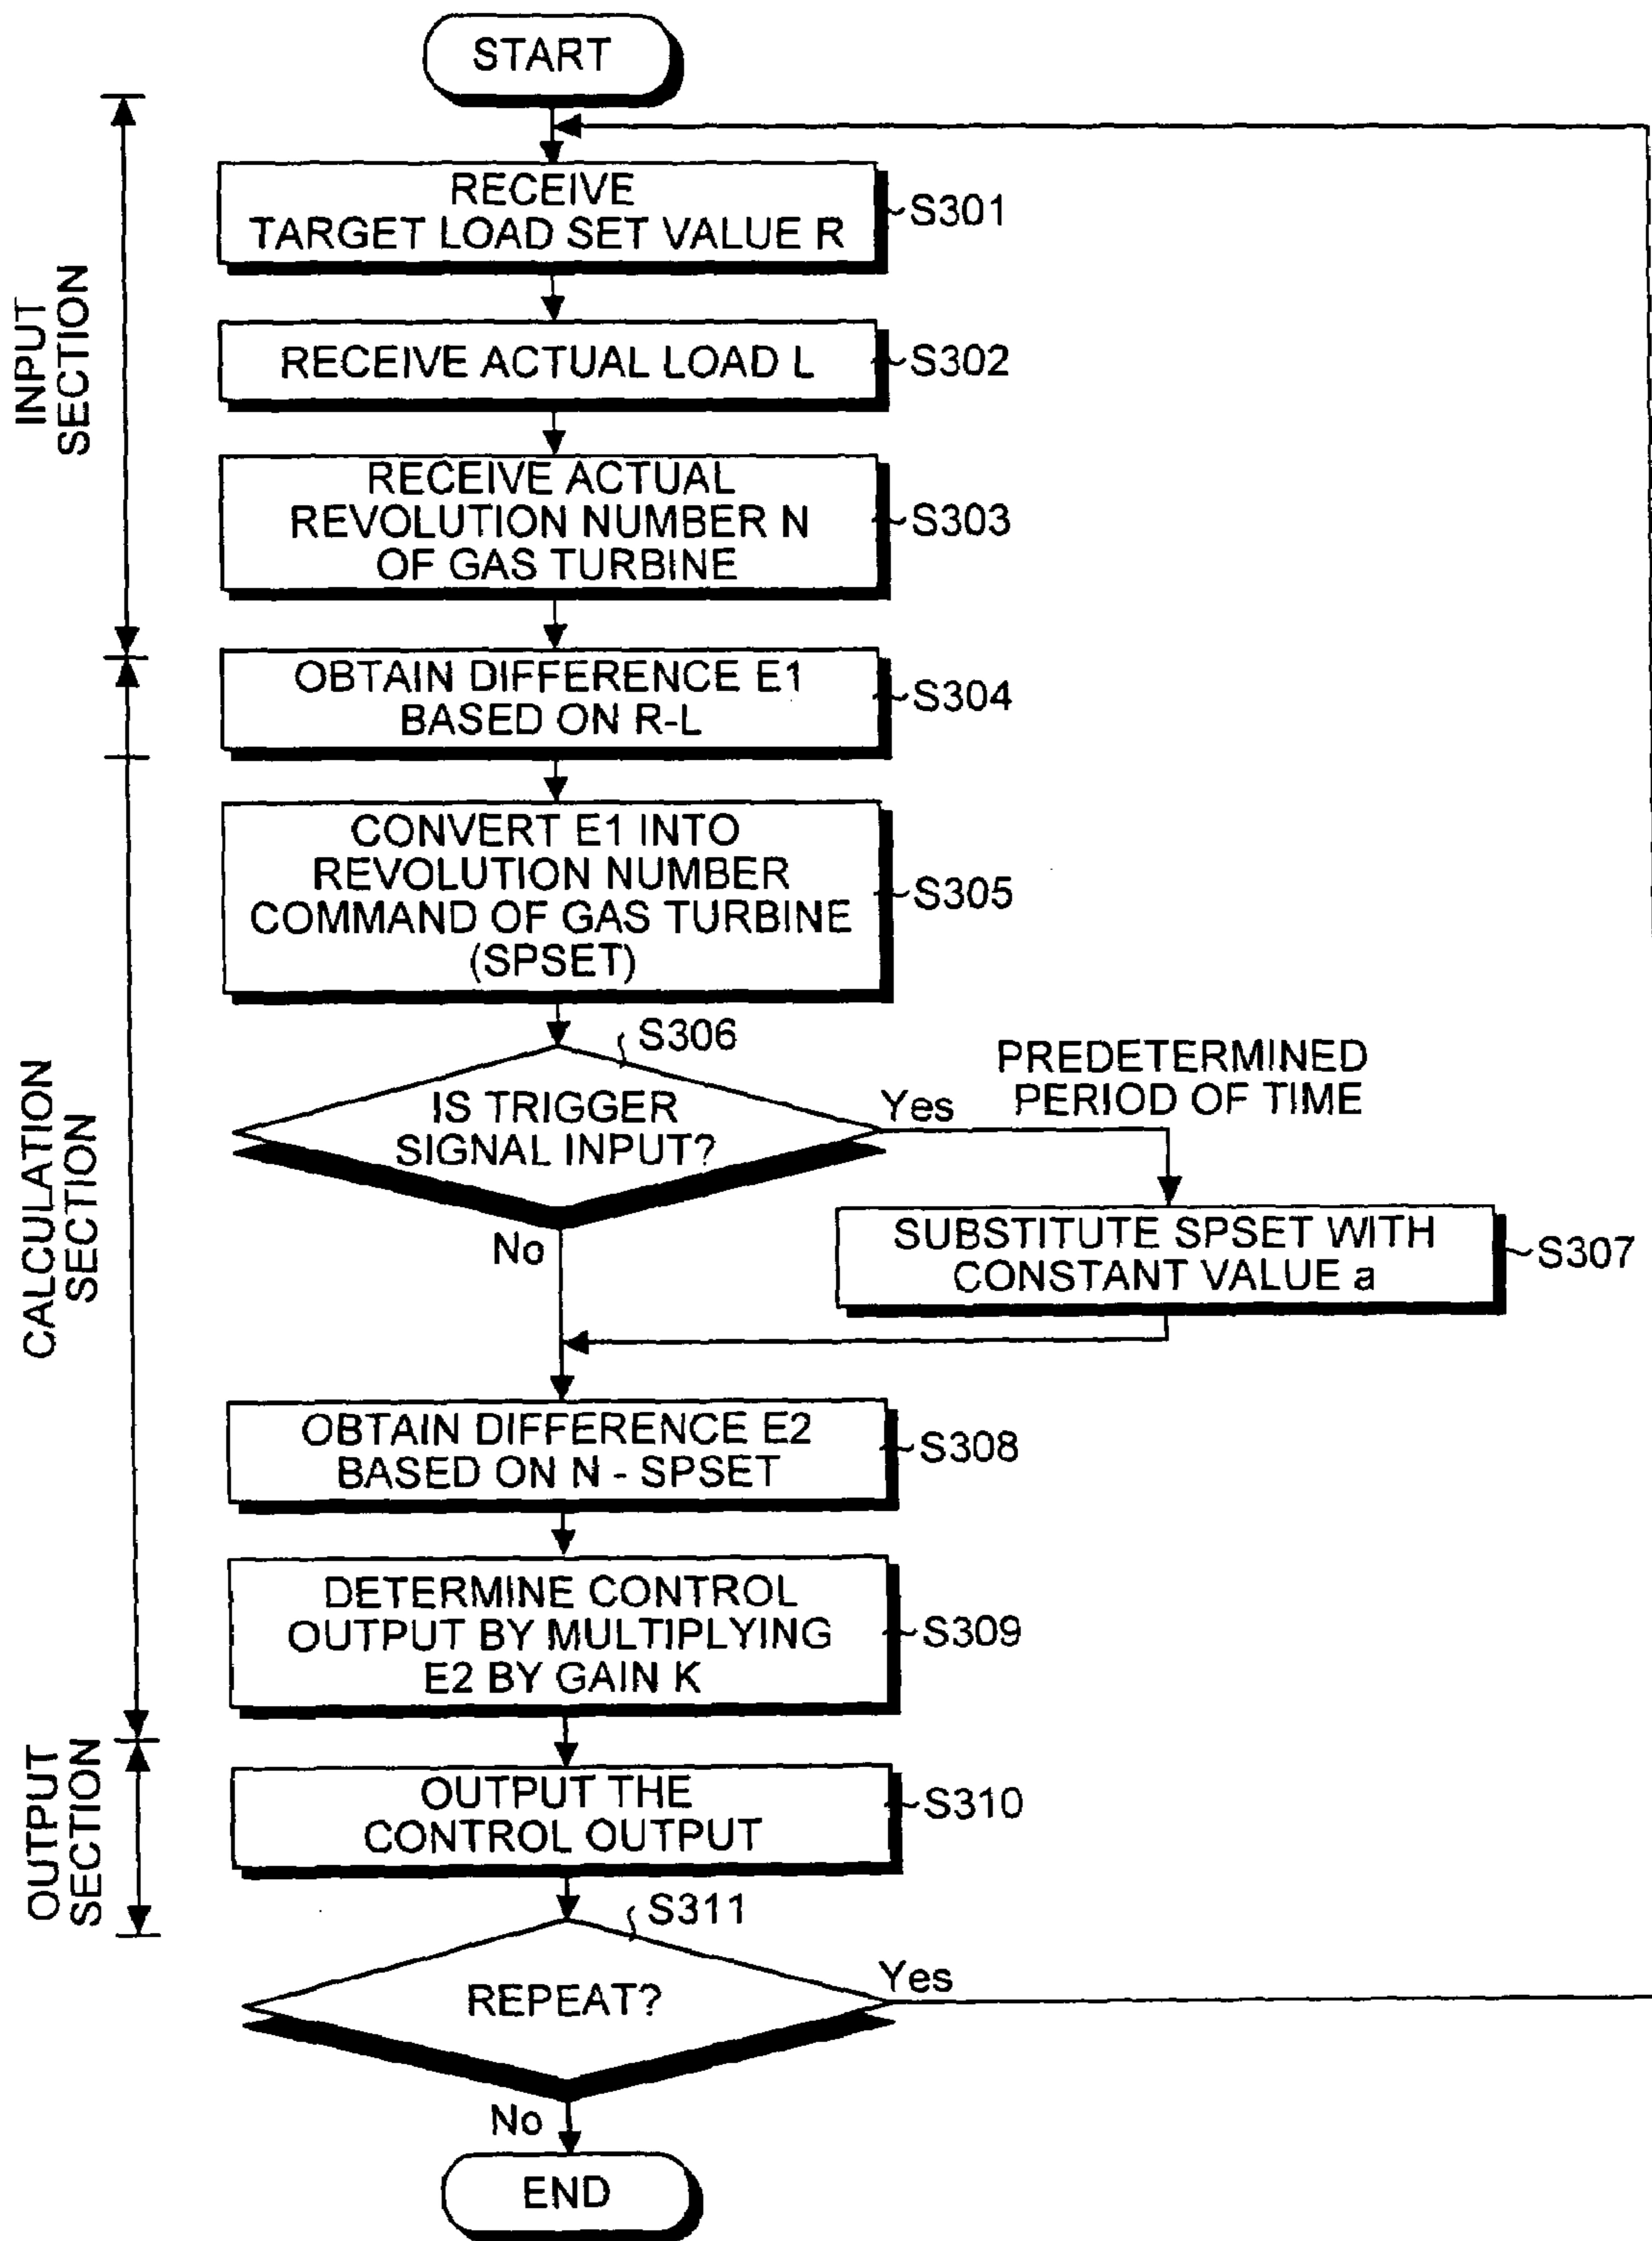 START
RECEIVE
TARGET LOAD SET VALUE R
S301
RECEIVE ACTUAL LOAD L
S302
RECEIVE ACTUAL
REVOLUTION NUMBER N
OF GAS TURBINE
S303
INPUT
SECTION
OBTAIN DIFFERENCE E1
BASED ON R-L
S304
CONVERT E1 INTO
REVOLUTION NUMBER
COMMAND OF GAS TURBINE
(SPSET)
S305
S306
IS TRIGGER
SIGNAL INPUT?
Yes
PREDETERMINED
PERIOD OF TIME
No
SUBSTITUTE SPSET WITH
CONSTANT VALUE a
S307
CALCULATION
SECTION
OBTAIN DIFFERENCE E2
BASED ON N - SPSET
S308
DETERMINE CONTROL
OUTPUT BY MULTIPLYING
E2 BY GAIN K
S309
OUTPUT
SECTION
OUTPUT THE
CONTROL OUTPUT
S310
S311
REPEAT?
Yes
No
END